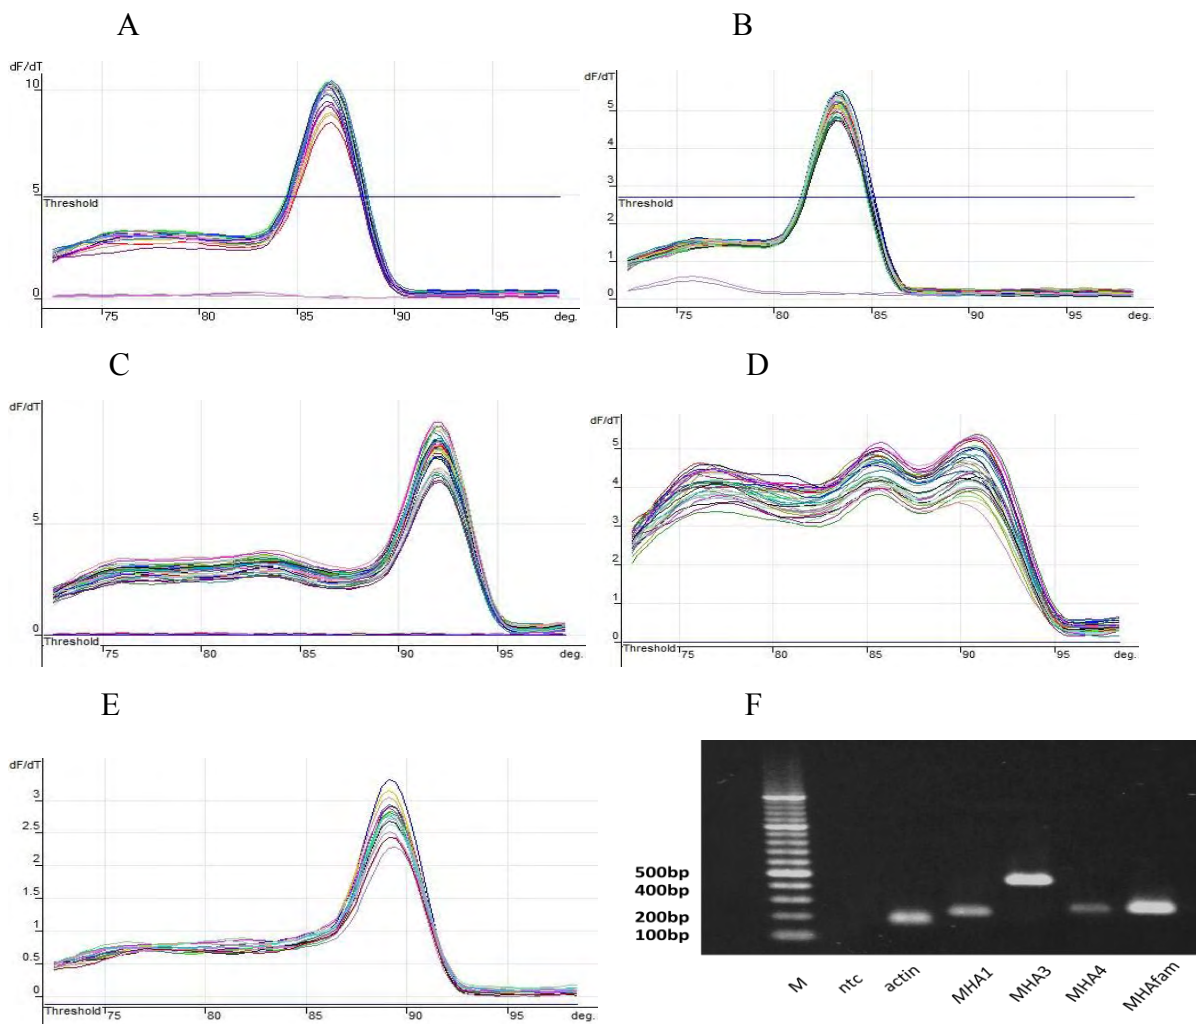 A
dF/dT
10
5
Threshold
0
75
80
85
90
95
deg.
B
dF/dT
5
4
3
Threshold
2
1
0
75
80
85
90
95
deg.
C
dF/dT
5
0
Threshold
75
80
85
90
95
deg.
D
dF/dT
5
4
3
2
1
0
Threshold
75
80
85
90
95
deg.
E
dF/dT
3
2.5
2
1.5
1
0.5
0
Threshold
75
80
85
90
95
deg.
F
500bp
400bp
200bp
100bp
M
ntc
actin
MHA1
MHA3
MHA4
MHAfam